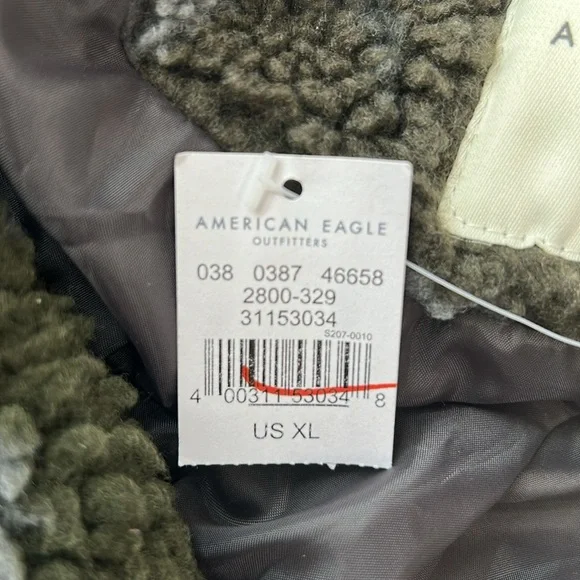 A
AMERICAN EAGLE
OUTFITTERS
038 0387 46658
2800-329
31153034
S207-0010
4 00311 53034 8
US XL